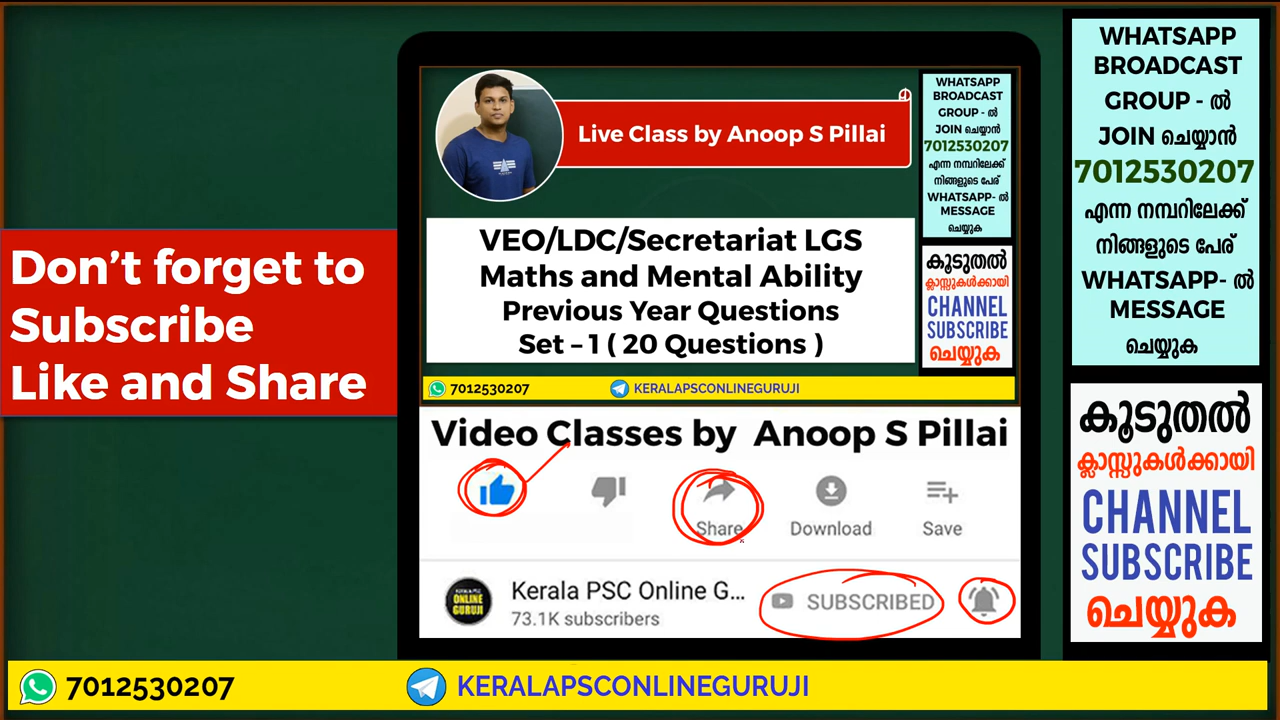 Don't forget to
Subscribe
Like and Share
Live Class by Anoop S Pillai
VEO/LDC/Secretariat LGS
Maths and Mental Ability
Previous Year Questions
Set – 1 ( 20 Questions )
WHATSAPP
BROADCAST
GROUP - ൽ
JOIN ചെയ്യാൻ
7012530207
എന്ന നമ്പറിലേക്ക്
നിങ്ങളുടെ പേര്
WHATSAPP- ൽ
MESSAGE
ചെയ്യുക
കൂടുതൽ
ക്ലാസ്സുകൾക്കായി
CHANNEL
SUBSCRIBE
ചെയ്യുക
7012530207
KERALAPSCONLINEGURUJI
Video Classes by Anoop S Pillai
Share
Download
Save
KERALA PSC
ONLINE
GURUJI
Kerala PSC Online G...
73.1K subscribers
SUBSCRIBED
WHATSAPP
BROADCAST
GROUP - ൽ
JOIN ചെയ്യാൻ
7012530207
എന്ന നമ്പറിലേക്ക്
നിങ്ങളുടെ പേര്
WHATSAPP- ൽ
MESSAGE
ചെയ്യുക
കൂടുതൽ
ക്ലാസ്സുകൾക്കായി
CHANNEL
SUBSCRIBE
ചെയ്യുക
7012530207
KERALAPSCONLINEGURUJI